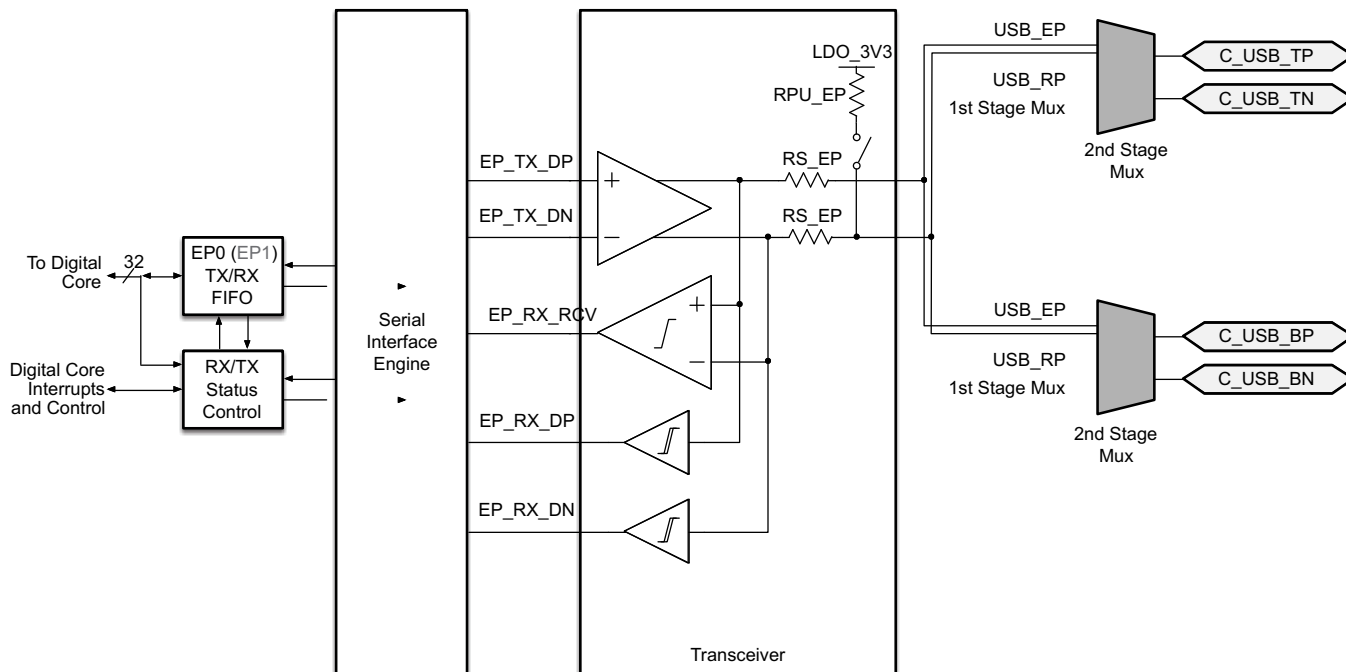 To Digital
Core
32
EP0 (EP1)
TX/RX
FIFO
Digital Core
Interrupts
and Control
RX/TX
Status
Control
Serial
Interface
Engine
EP_TX_DP
EP_TX_DN
EP_RX_RCV
EP_RX_DP
EP_RX_DN
+
−
+
−
LDO_3V3
RPU_EP
RS_EP
RS_EP
Transceiver
USB_EP
USB_RP
1st Stage Mux
2nd Stage
Mux
C_USB_TP
C_USB_TN
USB_EP
USB_RP
1st Stage Mux
2nd Stage
Mux
C_USB_BP
C_USB_BN